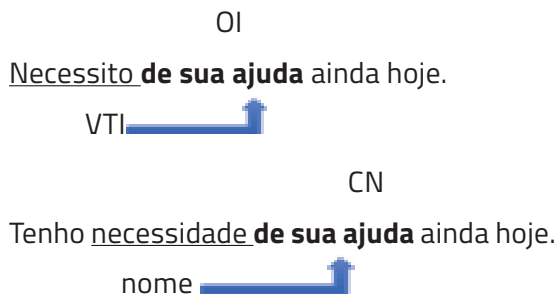 OI
Necessito de sua ajuda ainda hoje.
VTI
CN
Tenho necessidade de sua ajuda ainda hoje.
nome